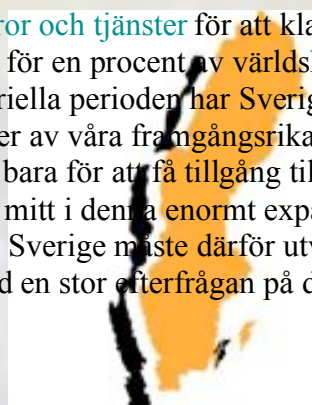 ror och tjänster för att kla
för en procent av världs
riella perioden har Sverig
er av våra framgångsrika
bara för att få tillgång til
mitt i denna enormt expa
Sverige måste därför utv
d en stor efterfrågan på d